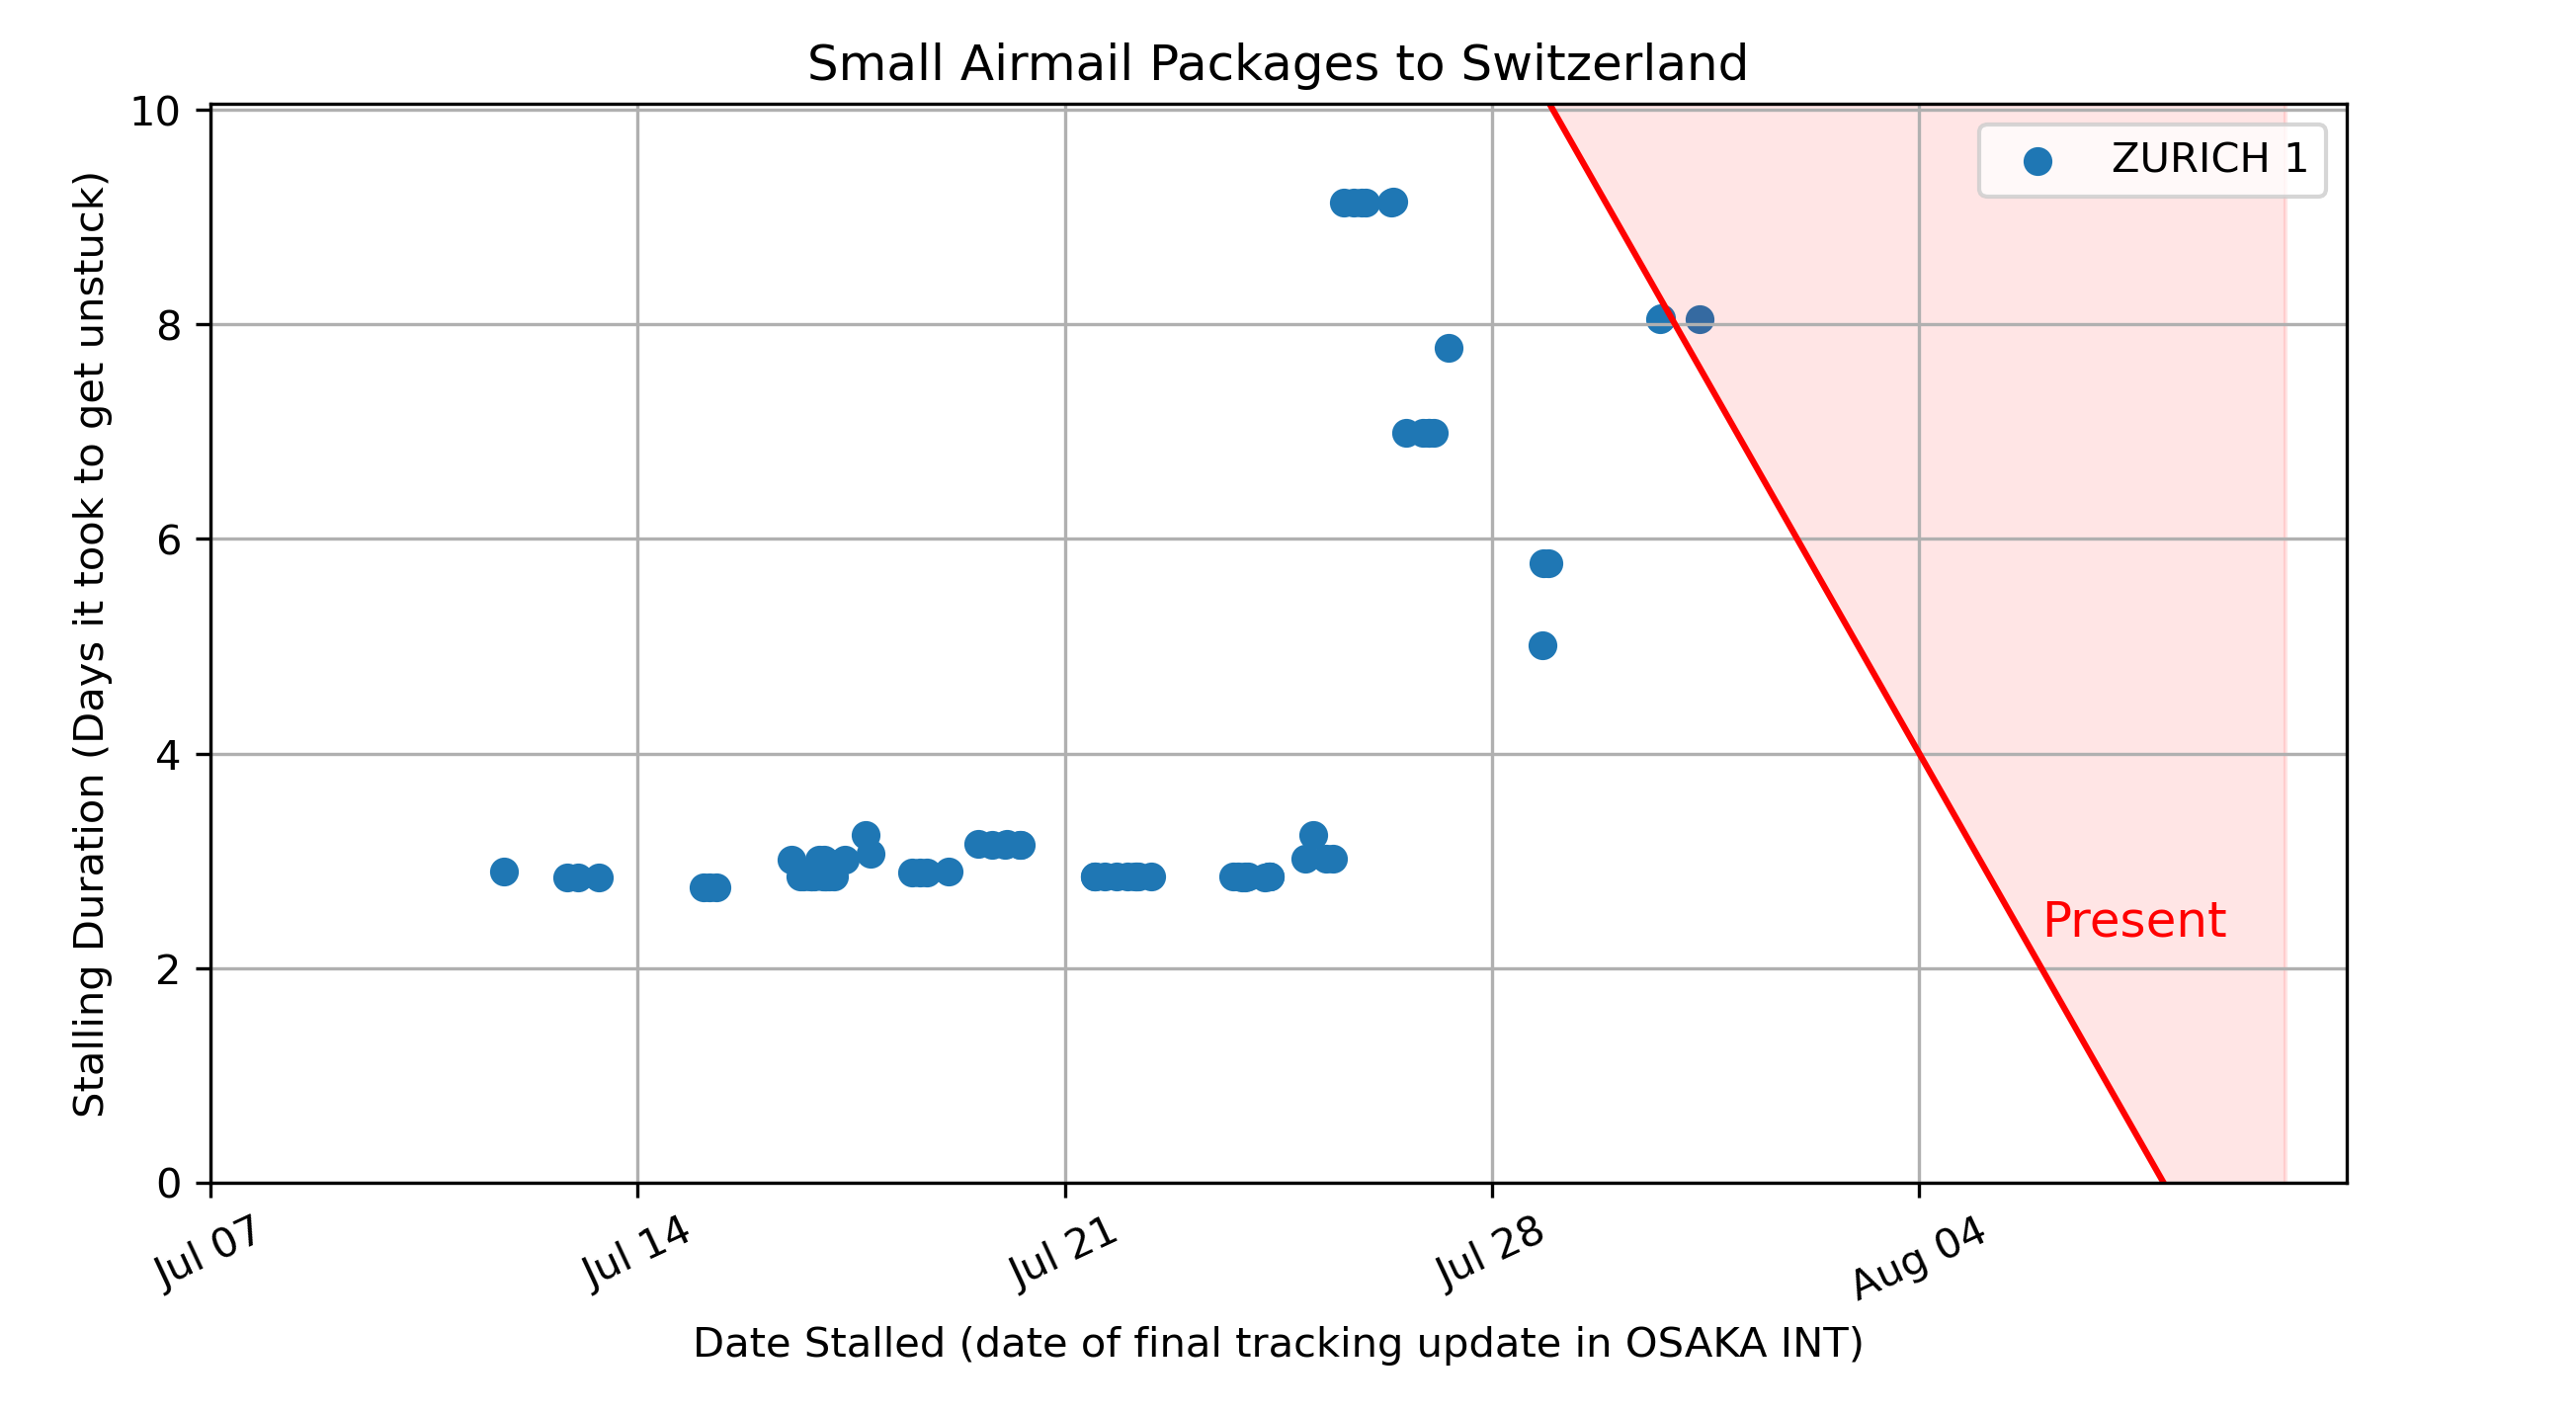 Small Airmail Packages to Switzerland
Stalling Duration (Days it took to get unstuck)
10
8
6
4
2
0
ZURICH 1
Present
Jul 07
Jul 14
Jul 21
Jul 28
Aug 04
Date Stalled (date of final tracking update in OSAKA INT)